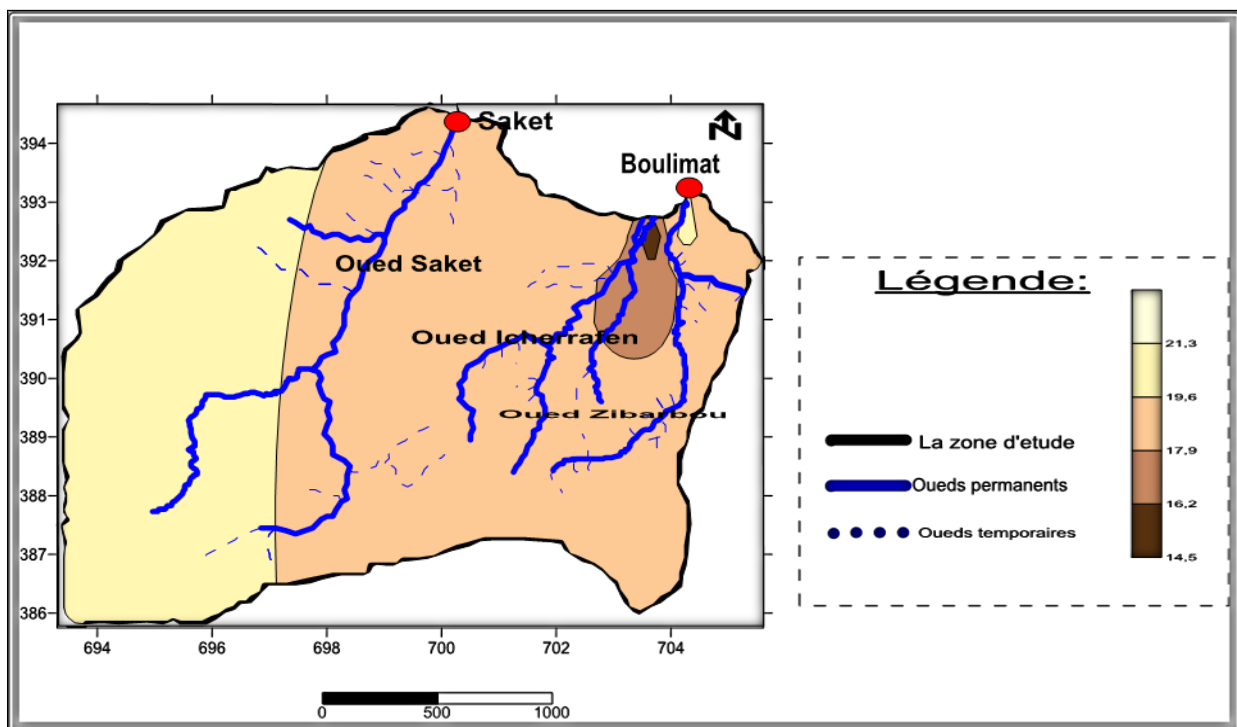 Saket
Boulimat
Z
394
393
392
391
390
389
388
387
386
Oued Saket
Oued Icherrafen
Oued Zibarbou
694
696
698
700
702
704
0
500
1000
Légende:
La zone d'etude
Oueds permanents
Oueds temporaires
21,3
19,6
17,9
16,2
14,5